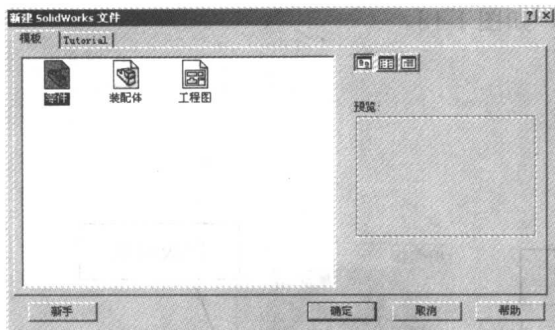 新建 SolidWorks 文件
模板 Tutorial
零件 装配体 工程图
预览:
新手 确定 取消 帮助